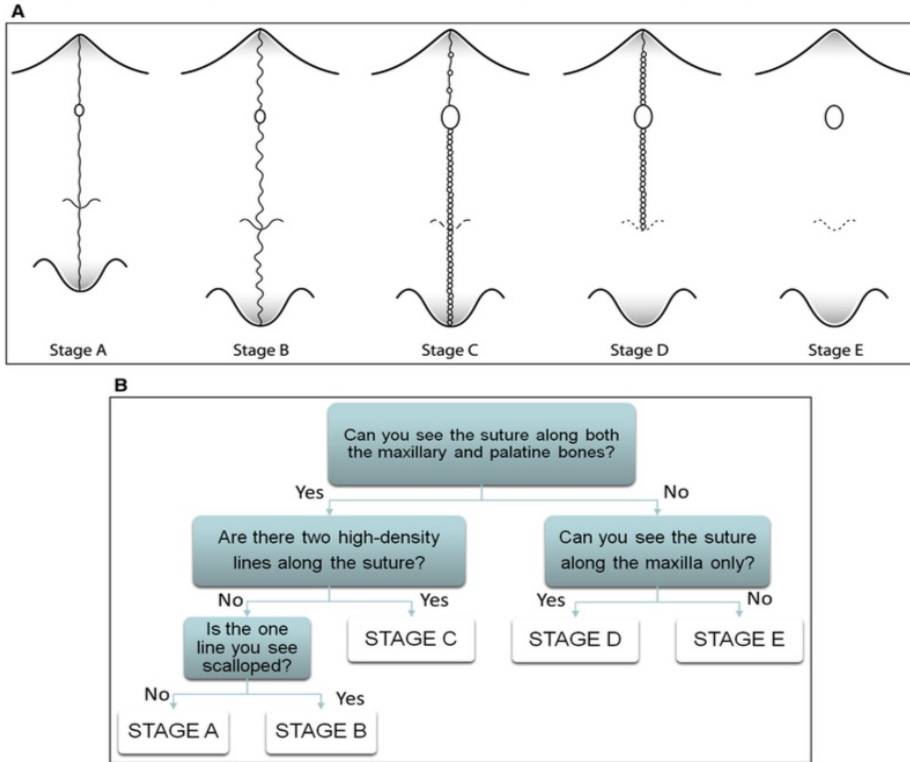 A
Stage A
Stage B
Stage C
Stage D
Stage E
B
Can you see the suture along both
the maxillary and palatine bones?
Yes
No
Are there two high-density
lines along the suture?
Can you see the suture
along the maxilla only?
No
Yes
Yes
No
Is the one
line you see
scalloped?
STAGE C
STAGE D
STAGE E
No
Yes
STAGE A
STAGE B